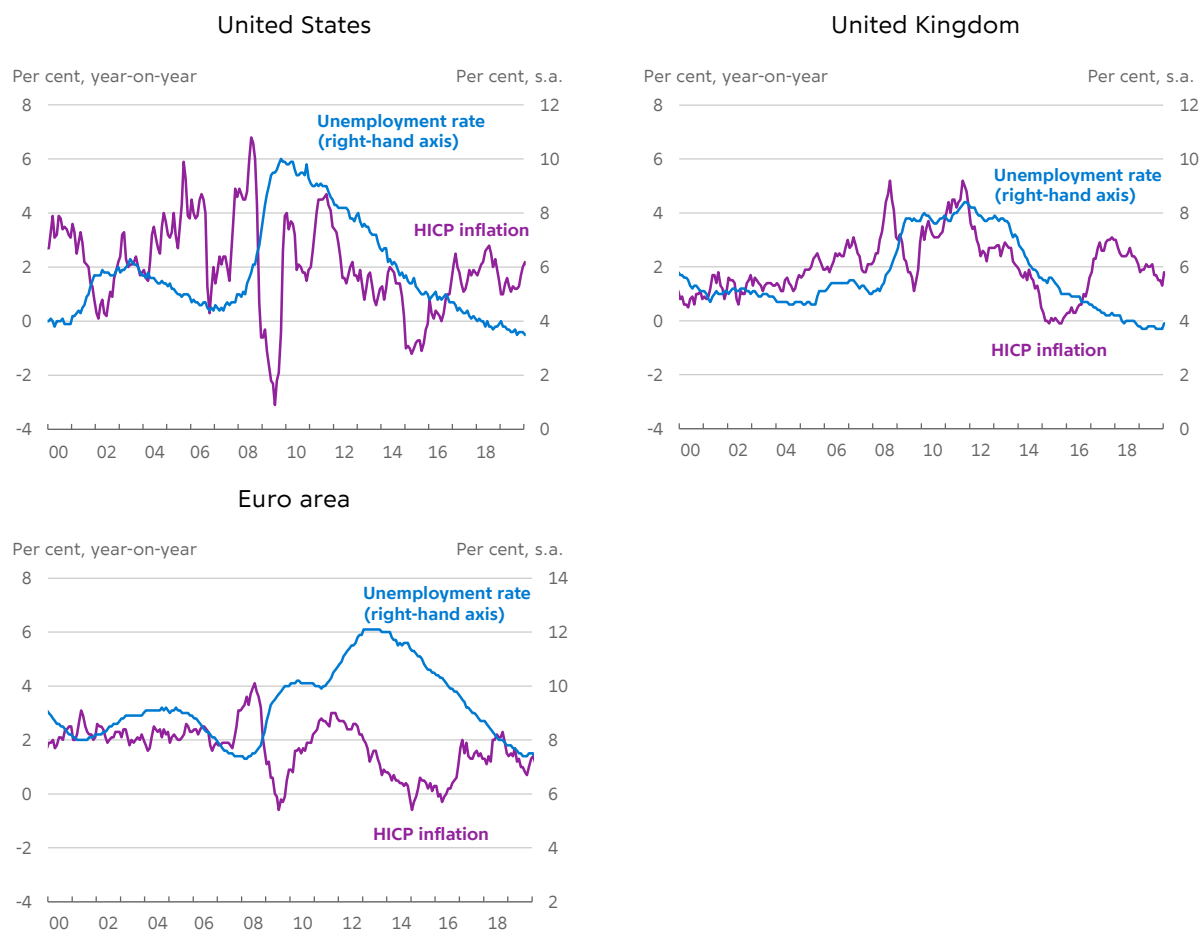 United States
Per cent, year-on-year
Per cent, s.a.
8
12
Unemployment rate
(right-hand axis)
6
10
4
8
HICP inflation
2
6
0
4
-2
2
-4
0
00 02 04 06 08 10 12 14 16 18
United Kingdom
Per cent, year-on-year
Per cent, s.a.
8
12
6
10
Unemployment rate
(right-hand axis)
4
8
2
6
0
4
HICP inflation
-2
2
-4
0
00 02 04 06 08 10 12 14 16 18
Euro area
Per cent, year-on-year
Per cent, s.a.
8
14
Unemployment rate
(right-hand axis)
6
12
4
10
2
8
0
6
HICP inflation
-2
4
-4
2
00 02 04 06 08 10 12 14 16 18